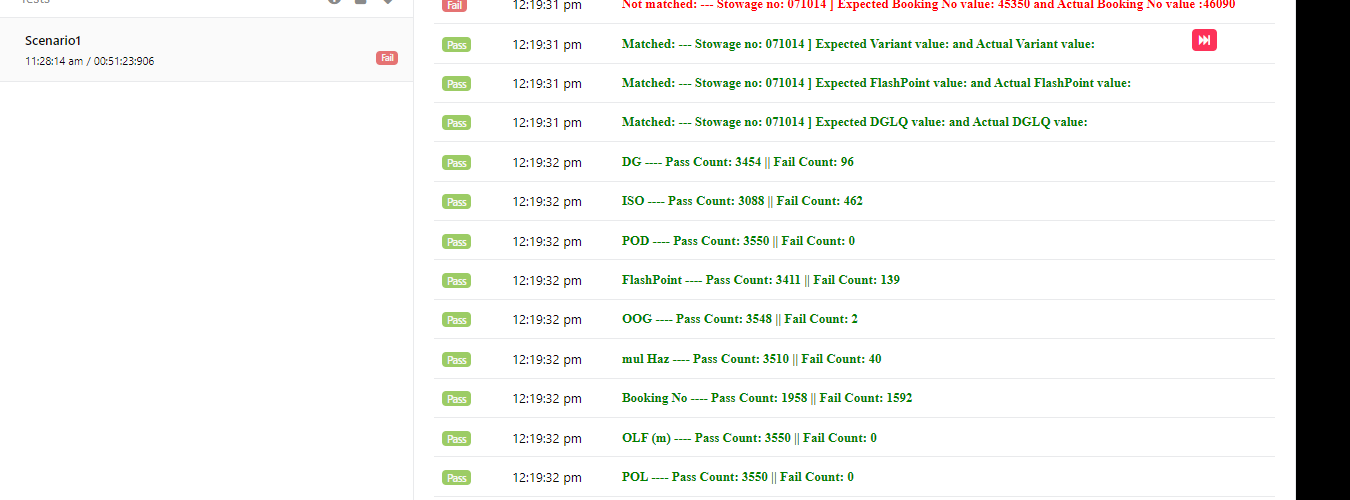 Tests
Fail 12:19:31 pm Not matched: --- Stowage no: 071014 ] Expected Booking No value: 45350 and Actual Booking No value :46090
Scenario1
11:28:14 am / 00:51:23:906 Fail
Pass 12:19:31 pm Matched: --- Stowage no: 071014 ] Expected Variant value: and Actual Variant value:
Pass 12:19:31 pm Matched: --- Stowage no: 071014 ] Expected FlashPoint value: and Actual FlashPoint value:
Pass 12:19:31 pm Matched: --- Stowage no: 071014 ] Expected DGLQ value: and Actual DGLQ value:
Pass 12:19:32 pm DG ---- Pass Count: 3454 || Fail Count: 96
Pass 12:19:32 pm ISO ---- Pass Count: 3088 || Fail Count: 462
Pass 12:19:32 pm POD ---- Pass Count: 3550 || Fail Count: 0
Pass 12:19:32 pm FlashPoint ---- Pass Count: 3411 || Fail Count: 139
Pass 12:19:32 pm OOG ---- Pass Count: 3548 || Fail Count: 2
Pass 12:19:32 pm mul Haz ---- Pass Count: 3510 || Fail Count: 40
Pass 12:19:32 pm Booking No ---- Pass Count: 1958 || Fail Count: 1592
Pass 12:19:32 pm OLF (m) ---- Pass Count: 3550 || Fail Count: 0
Pass 12:19:32 pm POL ---- Pass Count: 3550 || Fail Count: 0